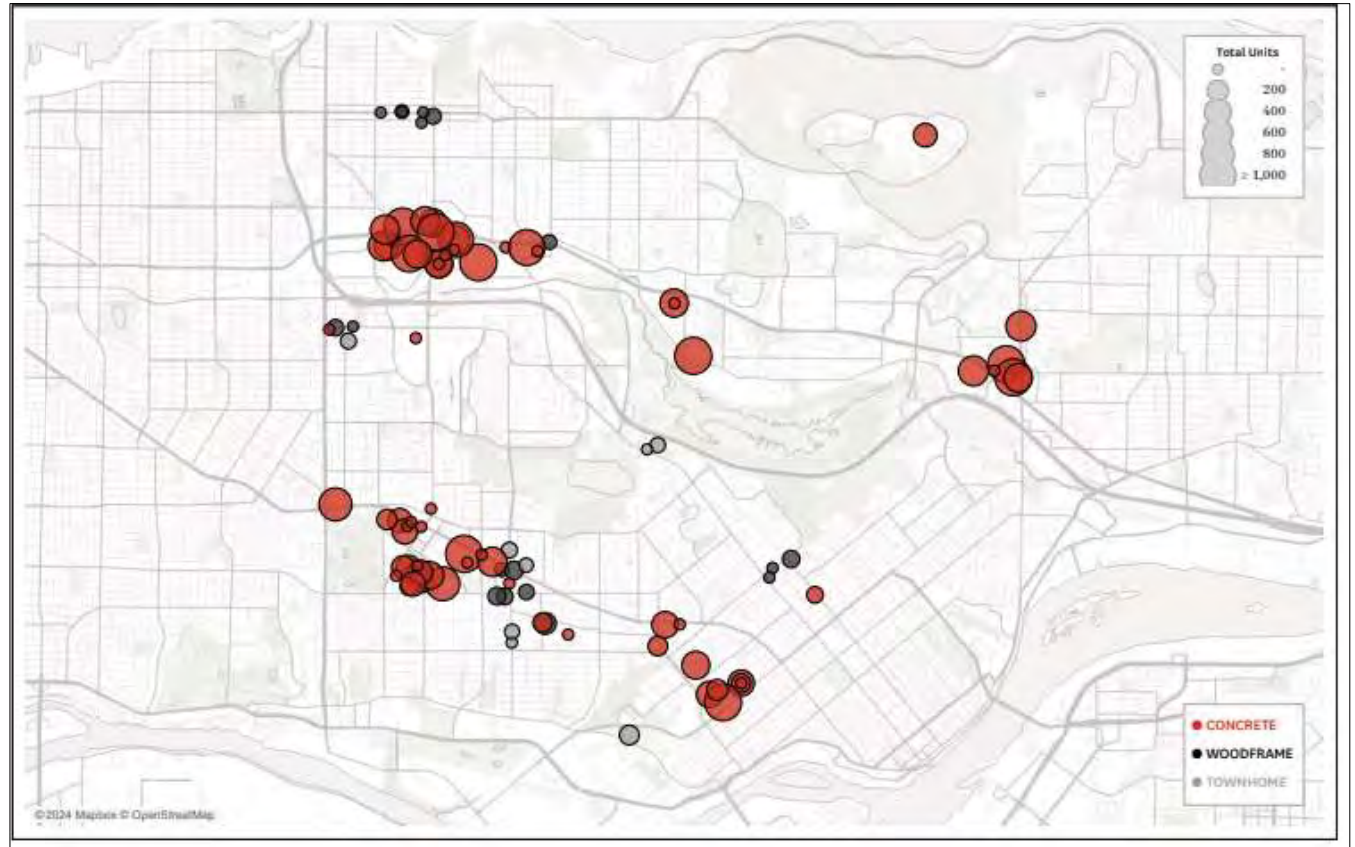 Total Units
-
200
400
600
800
≥ 1,000
CONCRETE
WOODFRAME
TOWNHOME
©2024 Mapbox © OpenStreetMap